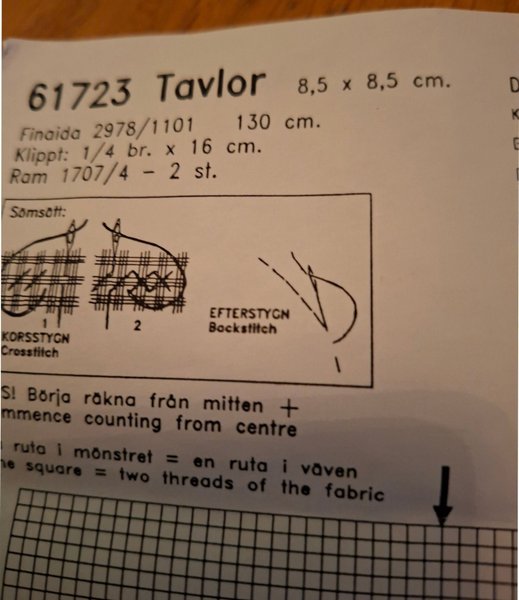 61723 Tavlor 8,5 x 8,5 cm.
Finaida 2978/1101 130 cm.
Klippt: 1/4 br. x 16 cm.
Ram 1707/4 - 2 st.
Sömsätt:
1 2
KORSSTYGN
Crosstitch
EFTERSTYGN
Backstitch
S! Börja räkna från mitten +
mmence counting from centre
ruta i mönstret = en ruta i väven
ne square = two threads of the fabric